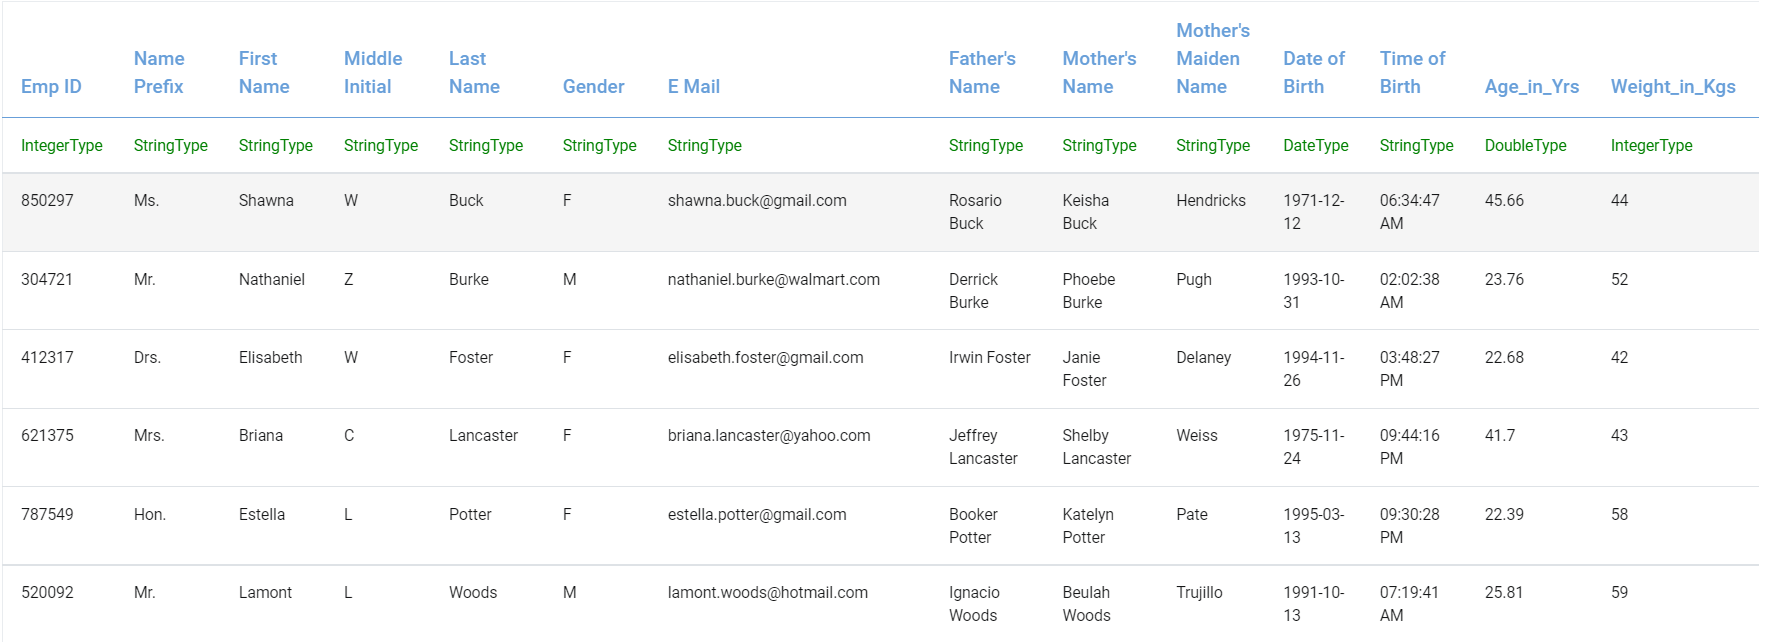 Emp ID Name Prefix First Name Middle Initial Last Name Gender E Mail Father's Name Mother's Name Mother's Maiden Name Date of Birth Time of Birth Age_in_Yrs Weight_in_Kgs
IntegerType StringType StringType StringType StringType StringType StringType StringType StringType StringType DateType StringType DoubleType IntegerType
850297 Ms. Shawna W Buck F shawna.buck@gmail.com Rosario Buck Keisha Buck Hendricks 1971-12-12 06:34:47 AM 45.66 44
304721 Mr. Nathaniel Z Burke M nathaniel.burke@walmart.com Derrick Burke Phoebe Burke Pugh 1993-10-31 02:02:38 AM 23.76 52
412317 Drs. Elisabeth W Foster F elisabeth.foster@gmail.com Irwin Foster Janie Foster Delaney 1994-11-26 03:48:27 PM 22.68 42
621375 Mrs. Briana C Lancaster F briana.lancaster@yahoo.com Jeffrey Lancaster Shelby Lancaster Weiss 1975-11-24 09:44:16 PM 41.7 43
787549 Hon. Estella L Potter F estella.potter@gmail.com Booker Potter Katelyn Potter Pate 1995-03-13 09:30:28 PM 22.39 58
520092 Mr. Lamont L Woods M lamont.woods@hotmail.com Ignacio Woods Beulah Woods Trujillo 1991-10-13 07:19:41 AM 25.81 59